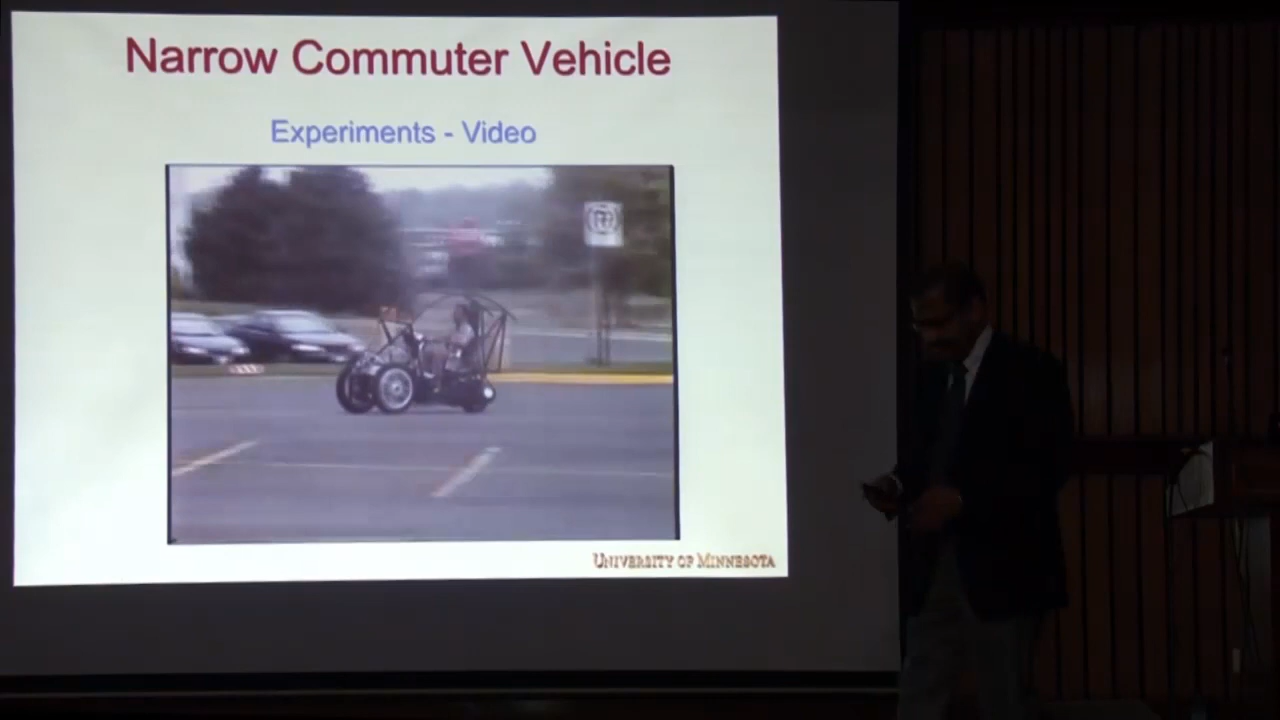 Narrow Commuter Vehicle
Experiments - Video
UNIVERSITY OF MINNESOTA